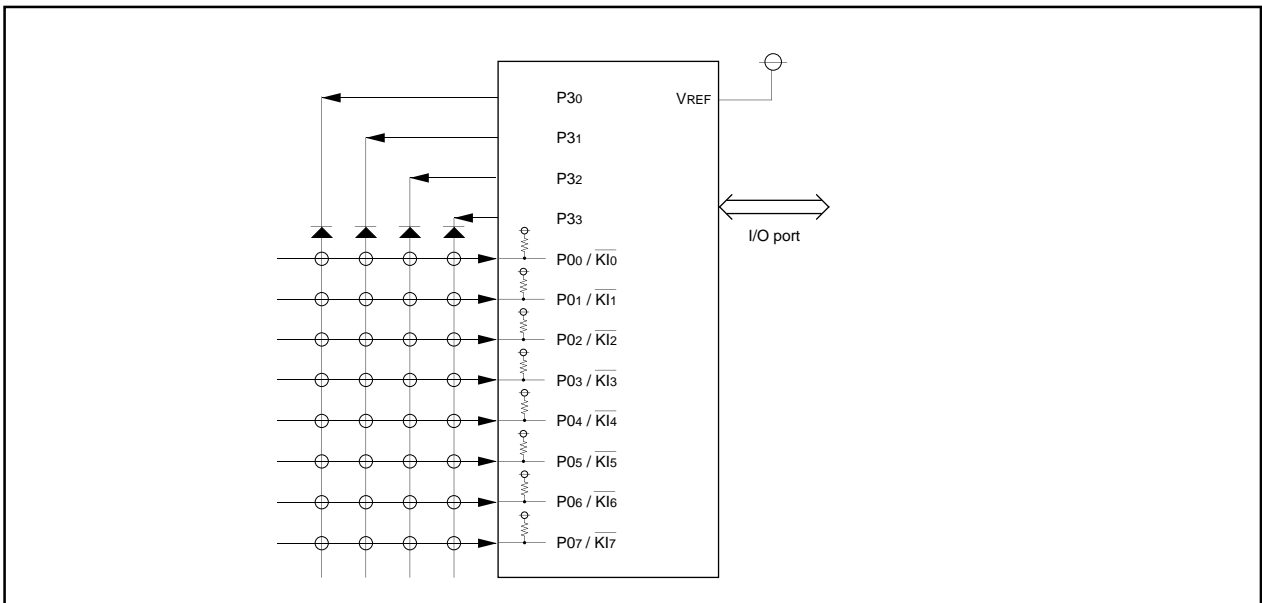 P30
VREF
P31
P32
P33
I/O port
P00 / KI0
P01 / KI1
P02 / KI2
P03 / KI3
P04 / KI4
P05 / KI5
P06 / KI6
P07 / KI7